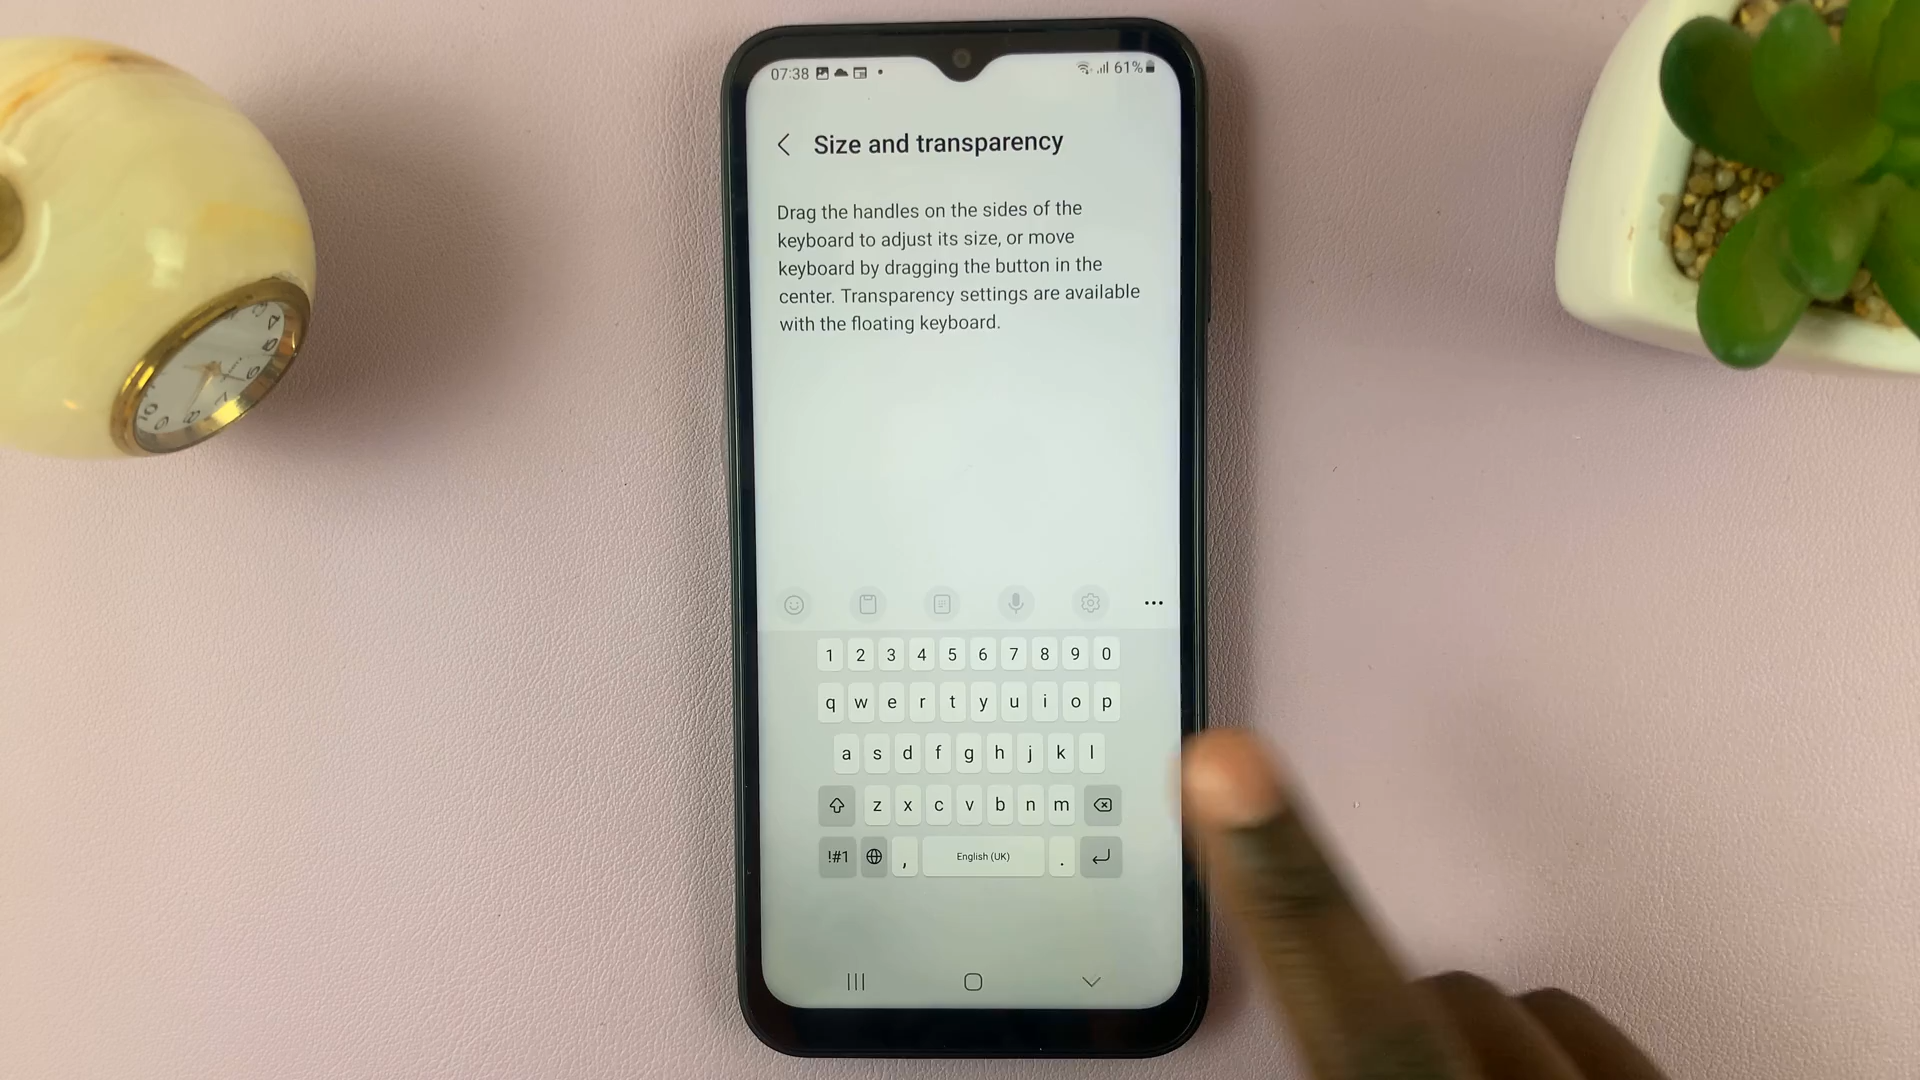 07:38 61%
Size and transparency
Drag the handles on the sides of the
keyboard to adjust its size, or move
keyboard by dragging the button in the
center. Transparency settings are available
with the floating keyboard.
1 2 3 4 5 6 7 8 9 0
q w e r t y u i o p
a s d f g h j k l
z x c v b n m
!#1 , English (UK) .